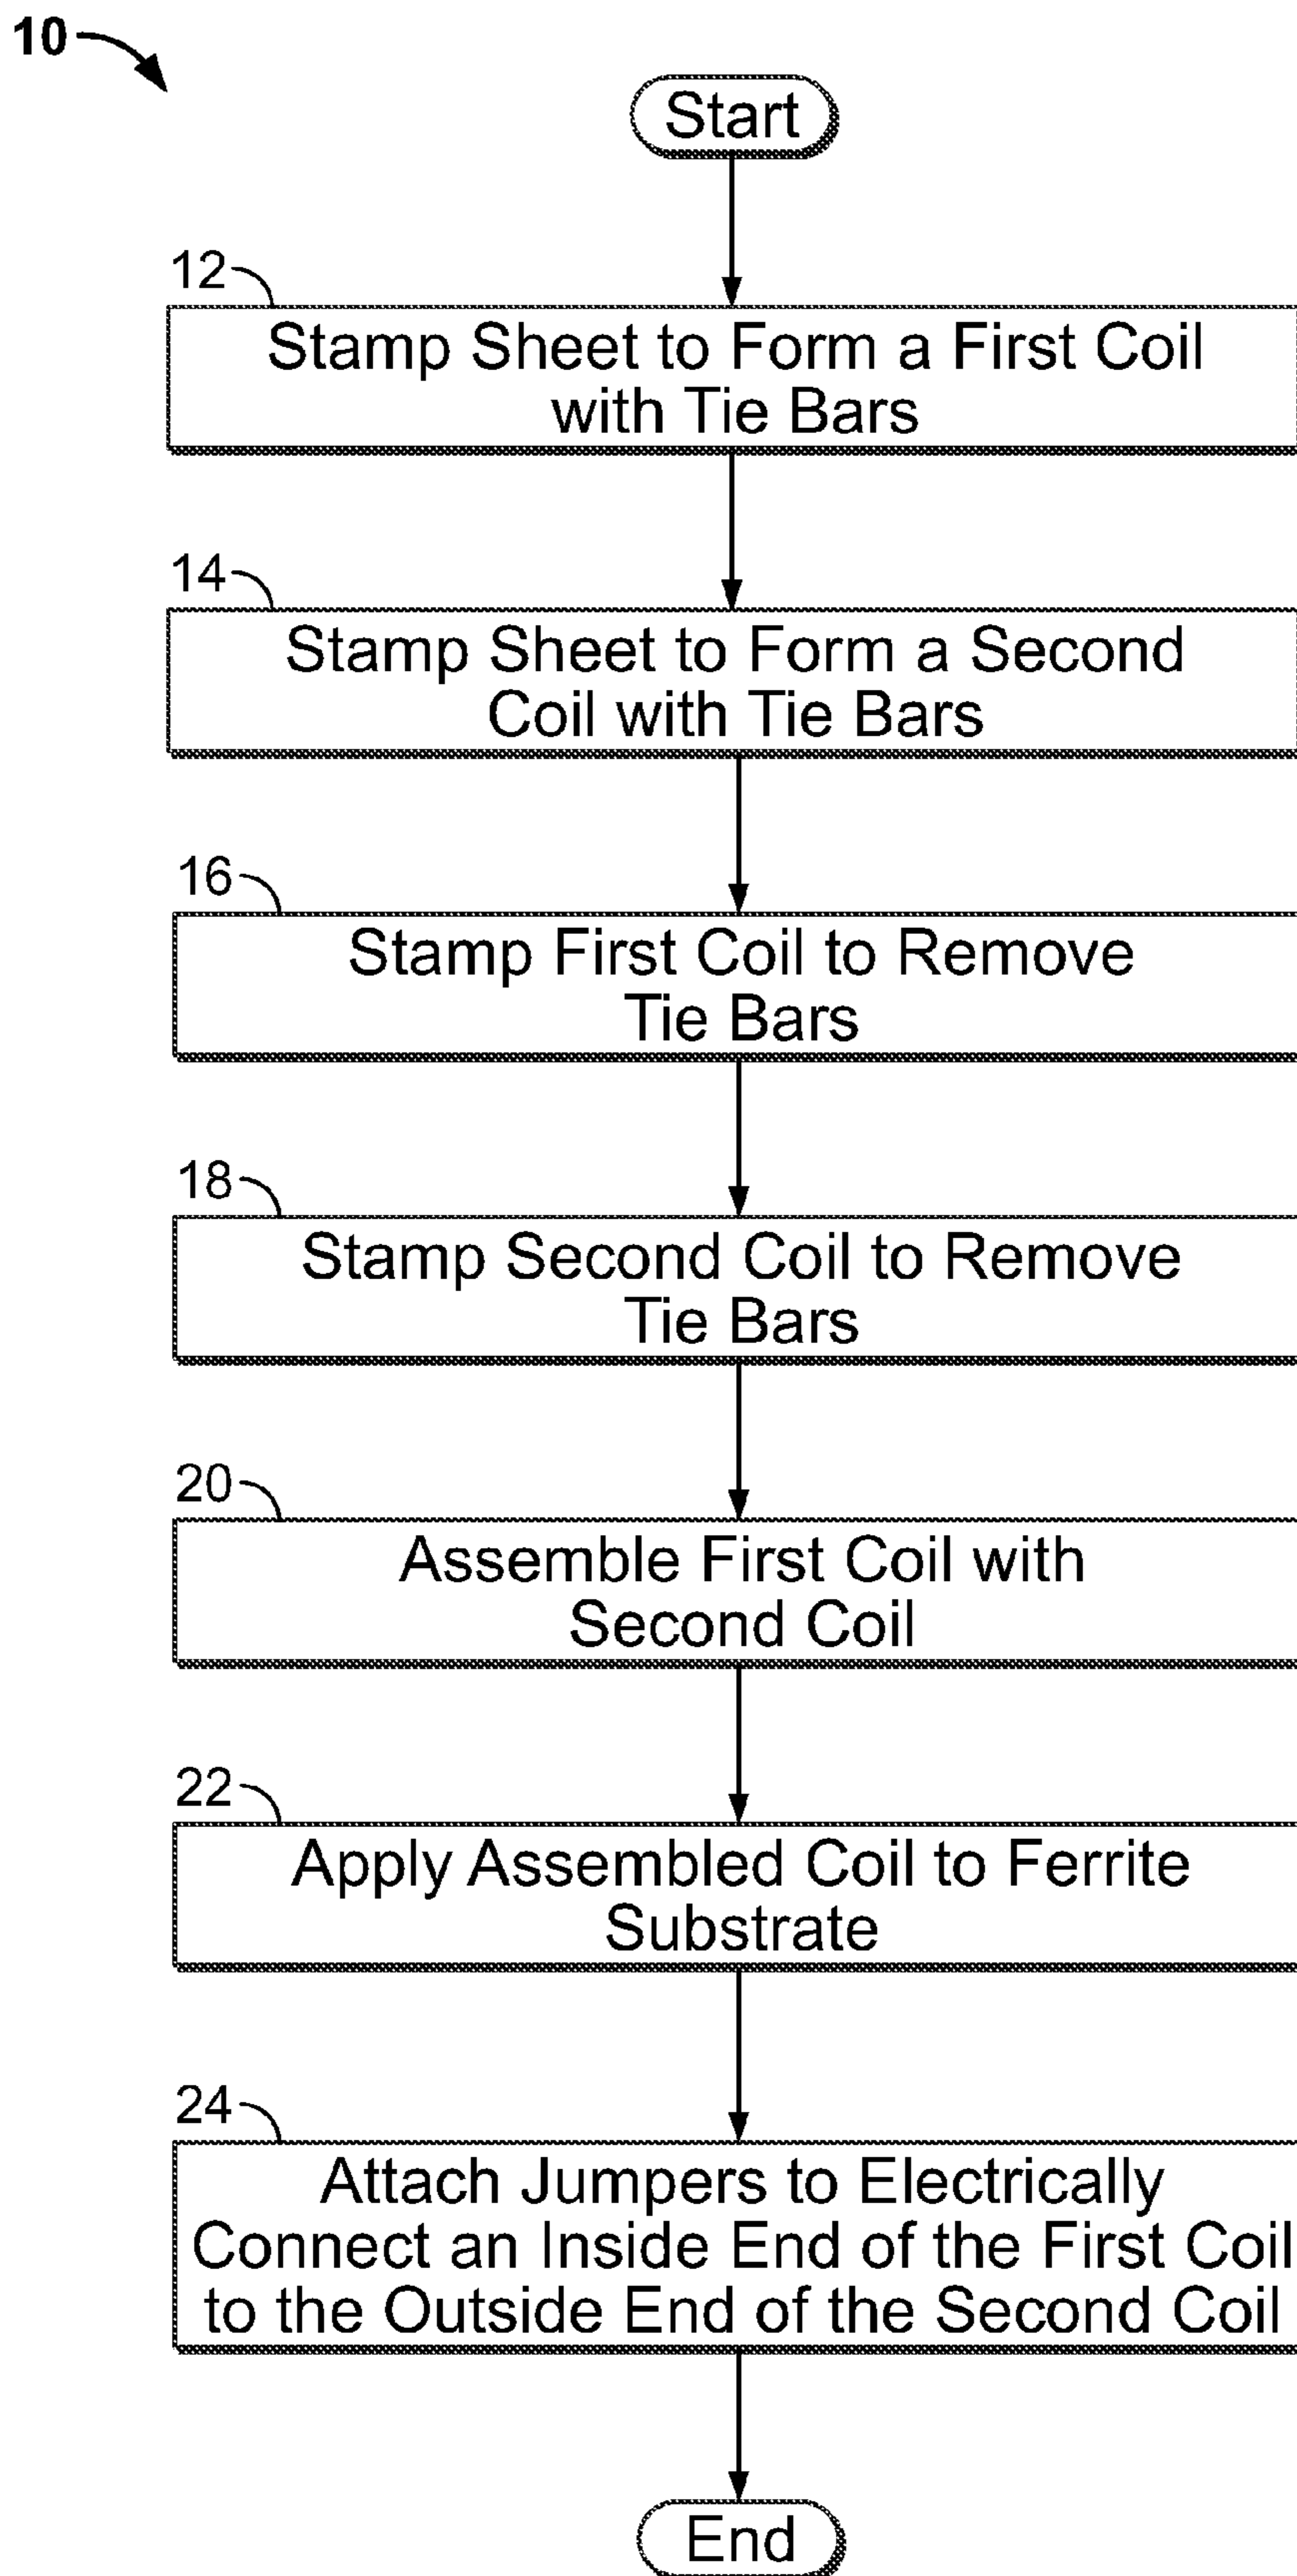 10
Start
12
Stamp Sheet to Form a First Coil
with Tie Bars
14
Stamp Sheet to Form a Second
Coil with Tie Bars
16
Stamp First Coil to Remove
Tie Bars
18
Stamp Second Coil to Remove
Tie Bars
20
Assemble First Coil with
Second Coil
22
Apply Assembled Coil to Ferrite
Substrate
24
Attach Jumpers to Electrically
Connect an Inside End of the First Coil
to the Outside End of the Second Coil
End